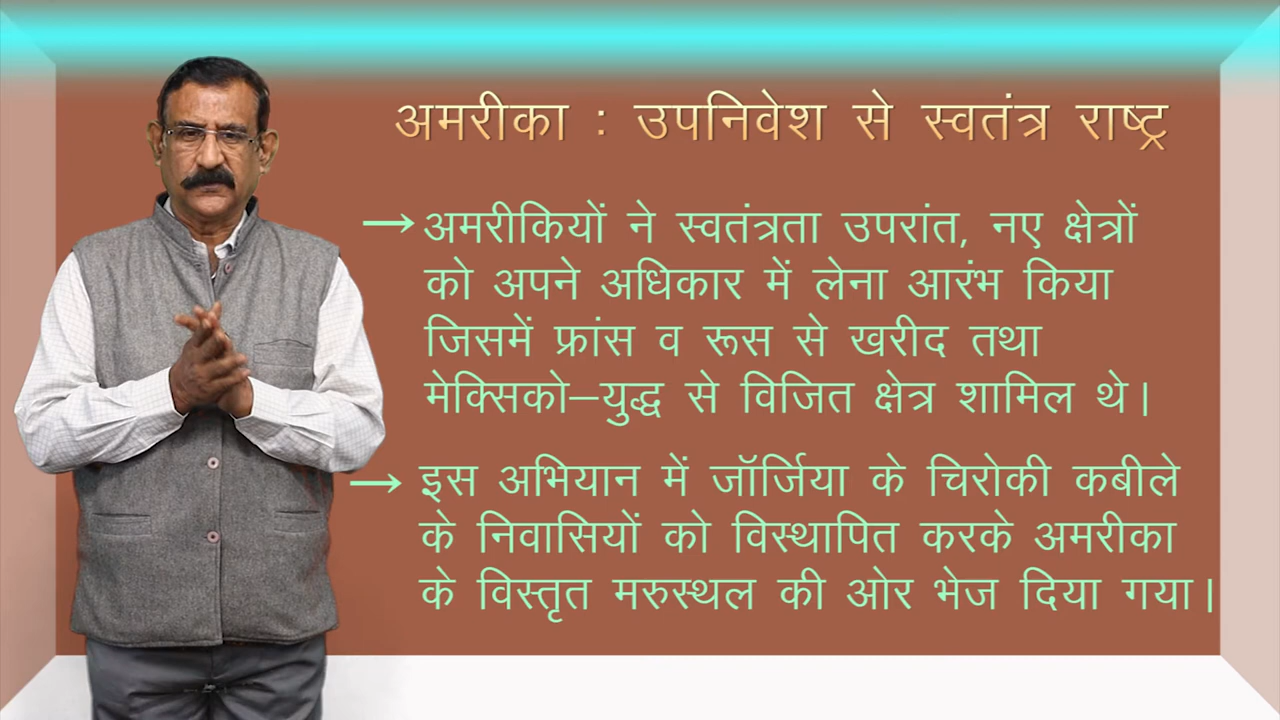 अमरीका : उपनिवेश से स्वतंत्र राष्ट्र
→ अमरीकियों ने स्वतंत्रता उपरांत, नए क्षेत्रों
को अपने अधिकार में लेना आरंभ किया
जिसमें फ्रांस व रूस से खरीद तथा
मेक्सिको–युद्ध से विजित क्षेत्र शामिल थे।
→ इस अभियान में जॉर्जिया के चिरोकी कबीले
के निवासियों को विस्थापित करके अमरीका
के विस्तृत मरुस्थल की ओर भेज दिया गया।